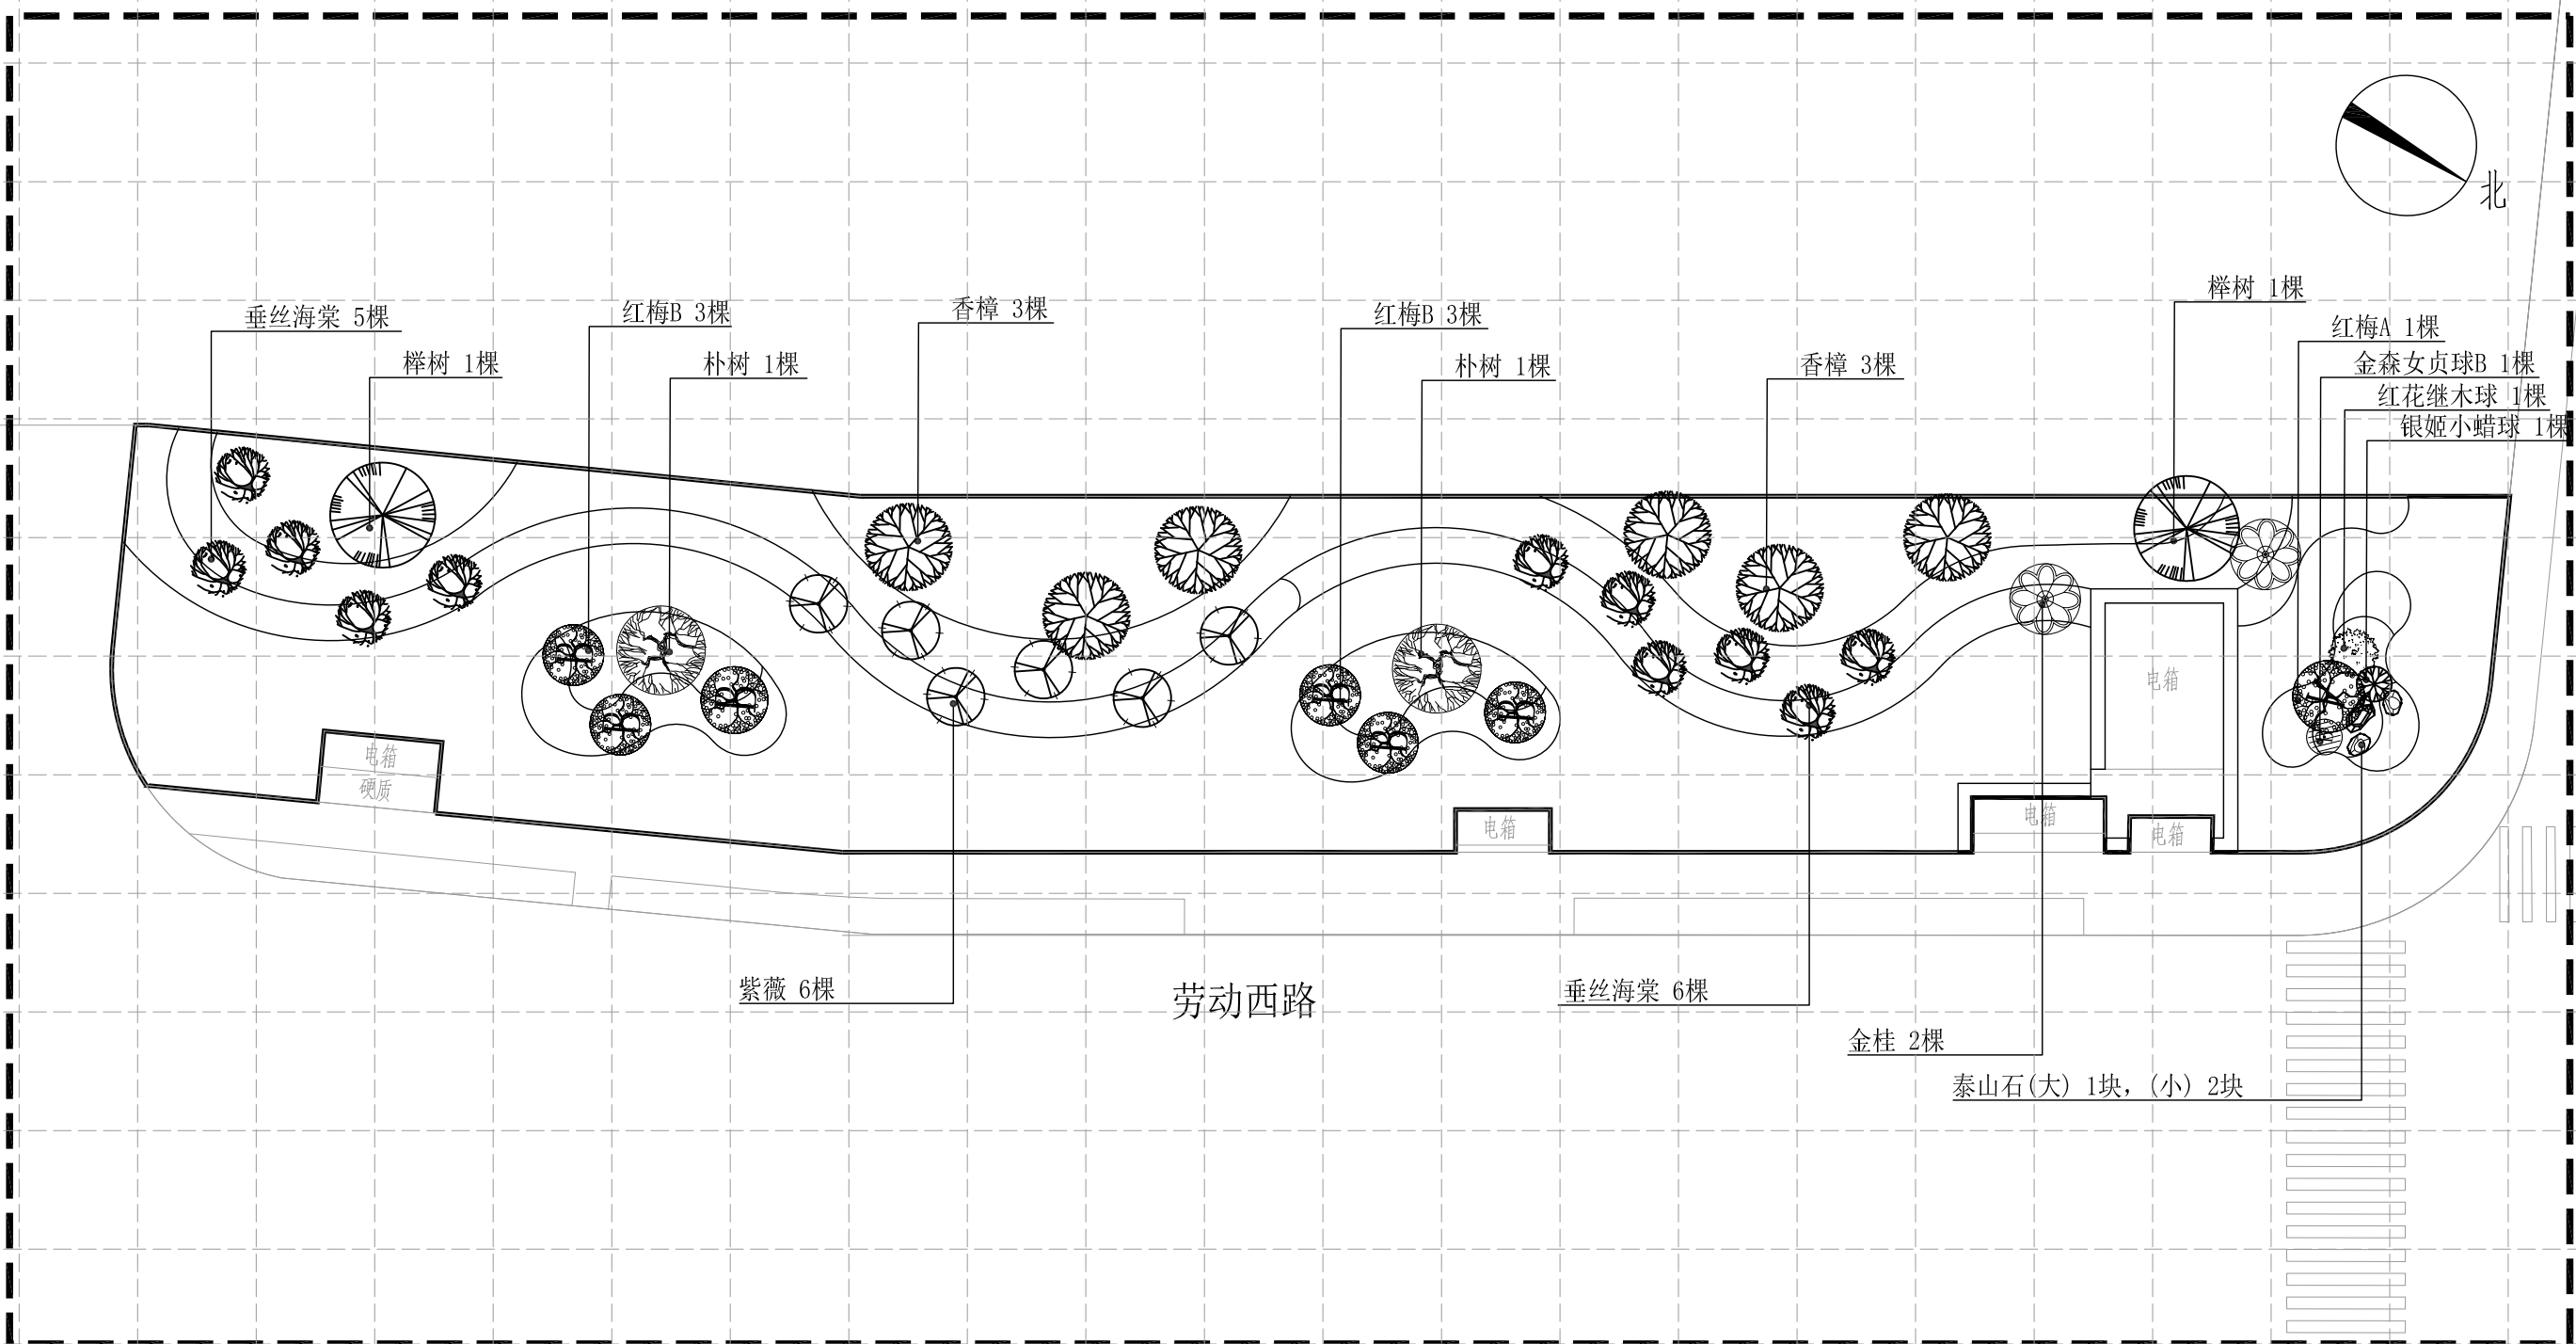 北
榉树 1棵
垂丝海棠 5棵
红梅B 3棵
香樟 3棵
红梅B 3棵
红梅A 1棵
榉树 1棵
朴树 1棵
朴树 1棵
香樟 3棵
金森女贞球B 1棵
红花继木球 1棵
银姬小蜡球 1棵
电箱
电箱
硬质
电箱
电箱
电箱
紫薇 6棵
劳动西路
垂丝海棠 6棵
金桂 2棵
泰山石(大) 1块，(小) 2块